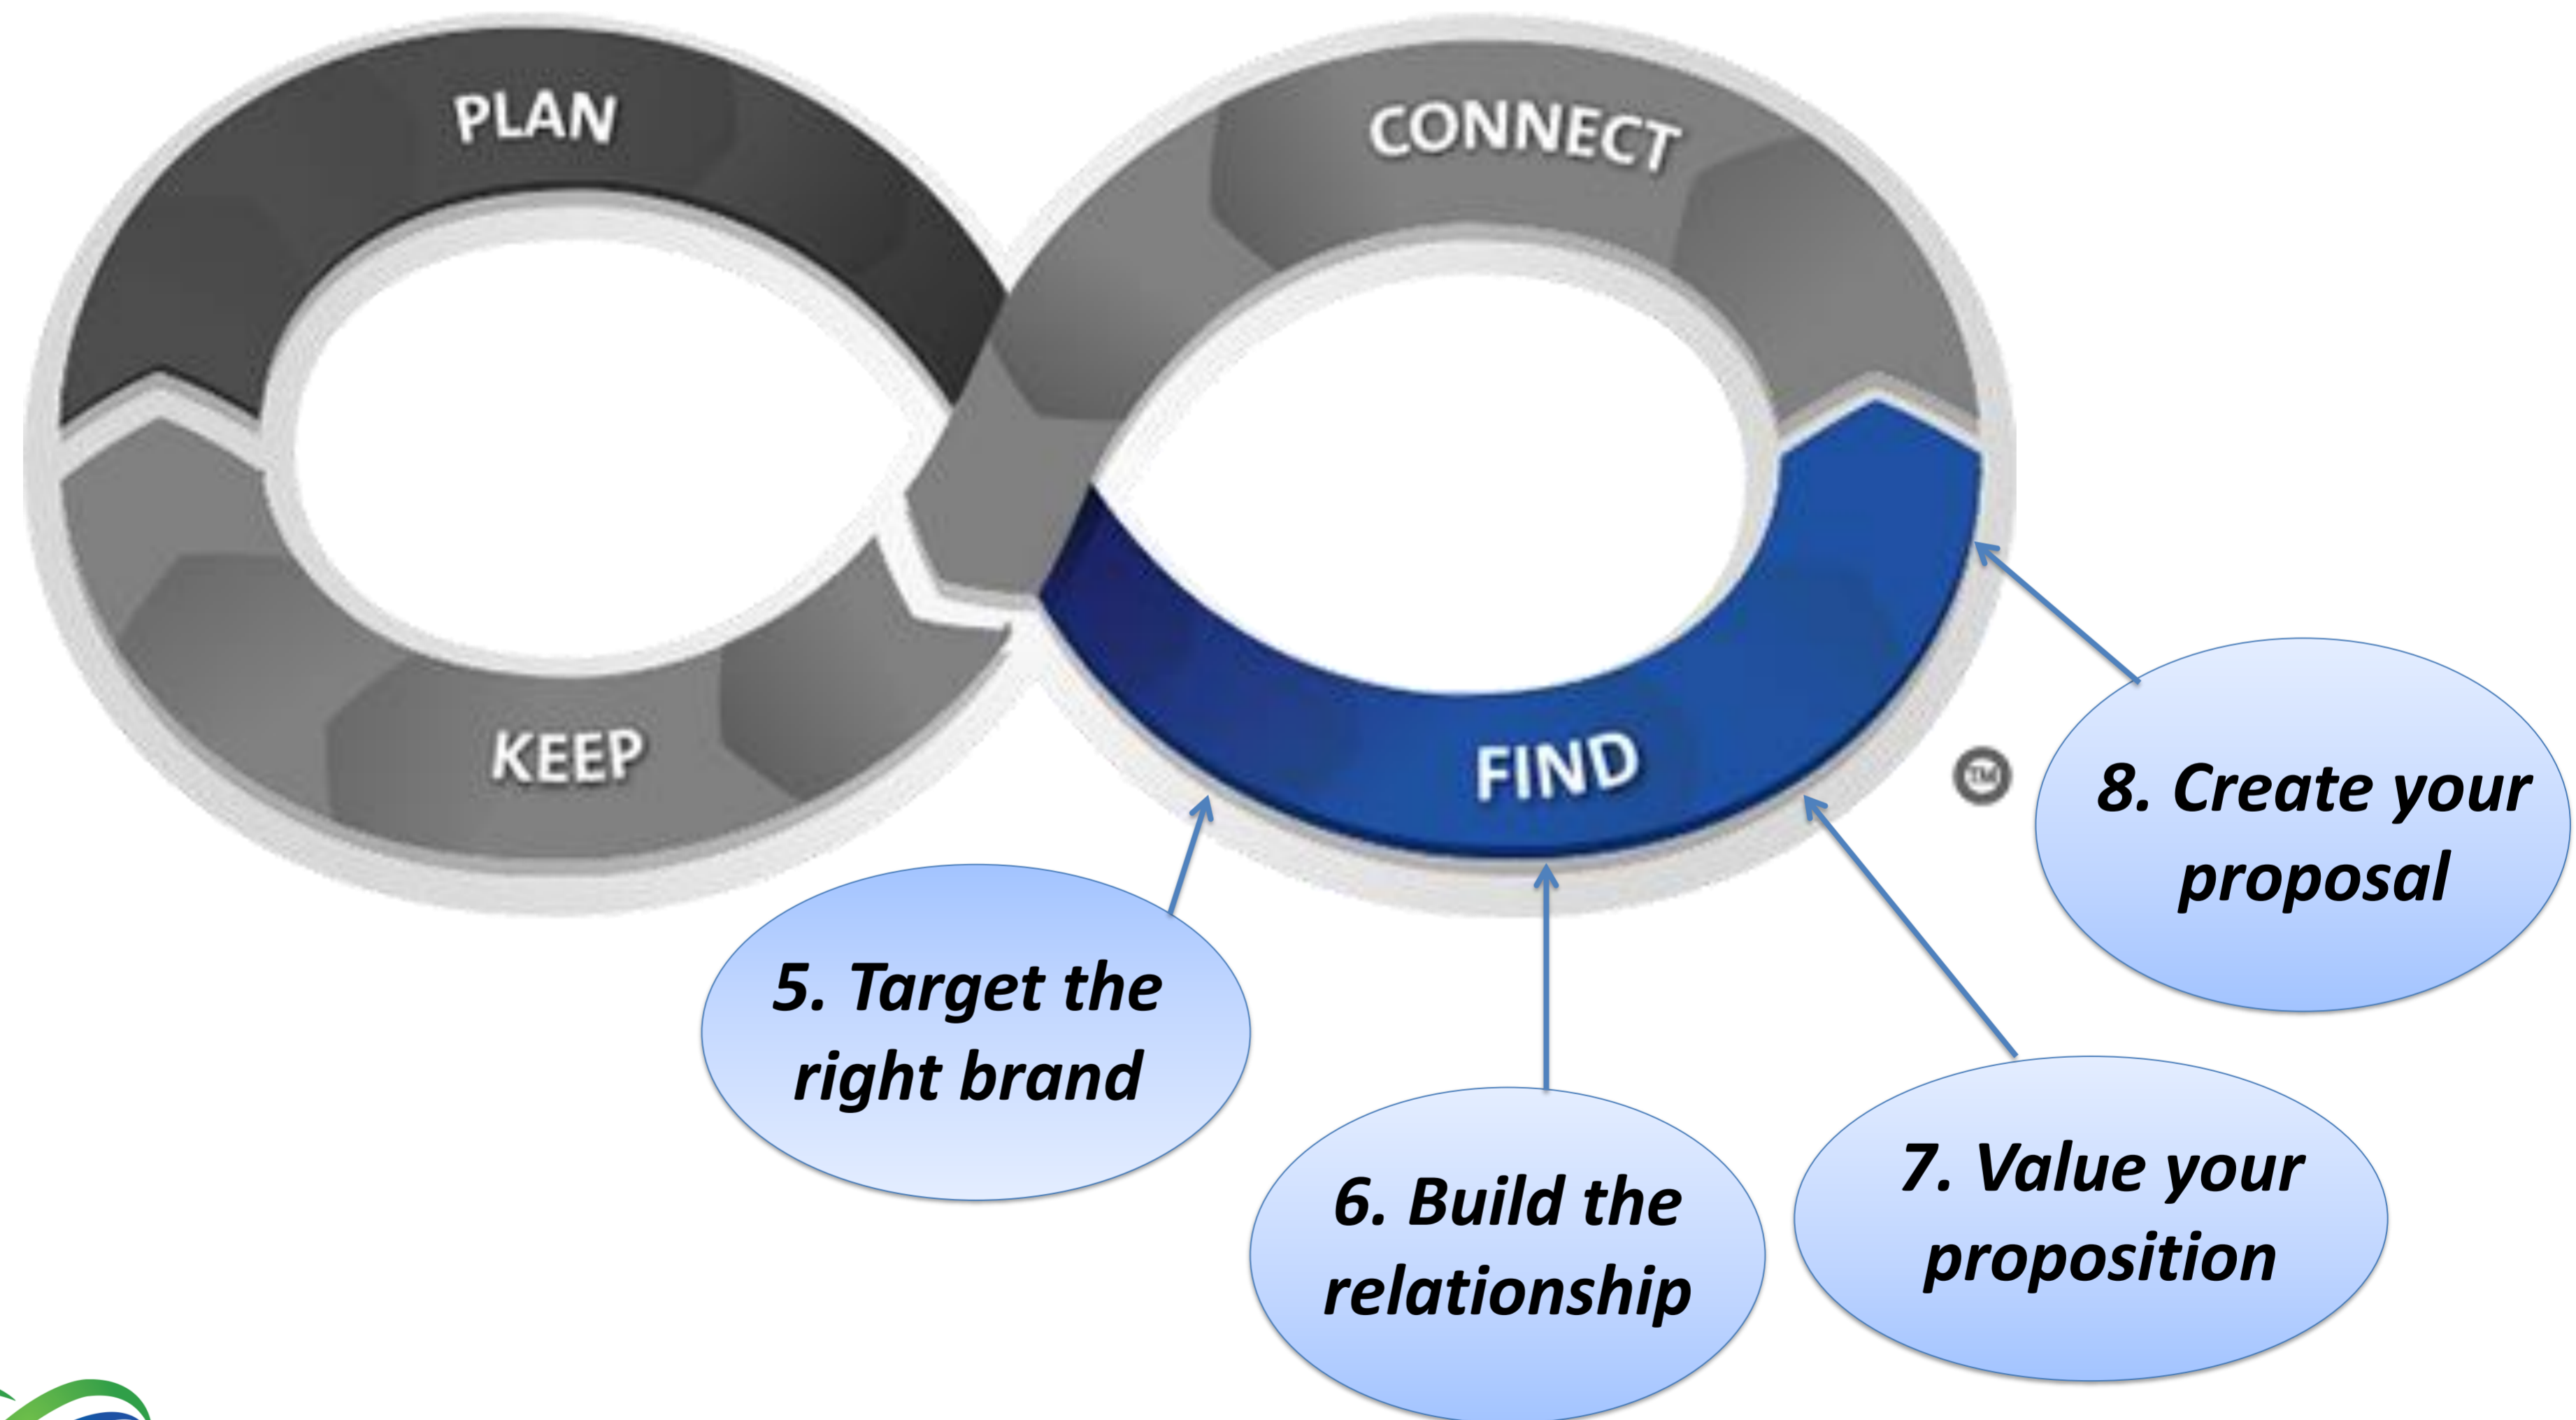 PLAN
CONNECT
KEEP
FIND
TM
8. Create your
proposal
5. Target the
right brand
6. Build the
relationship
7. Value your
proposition